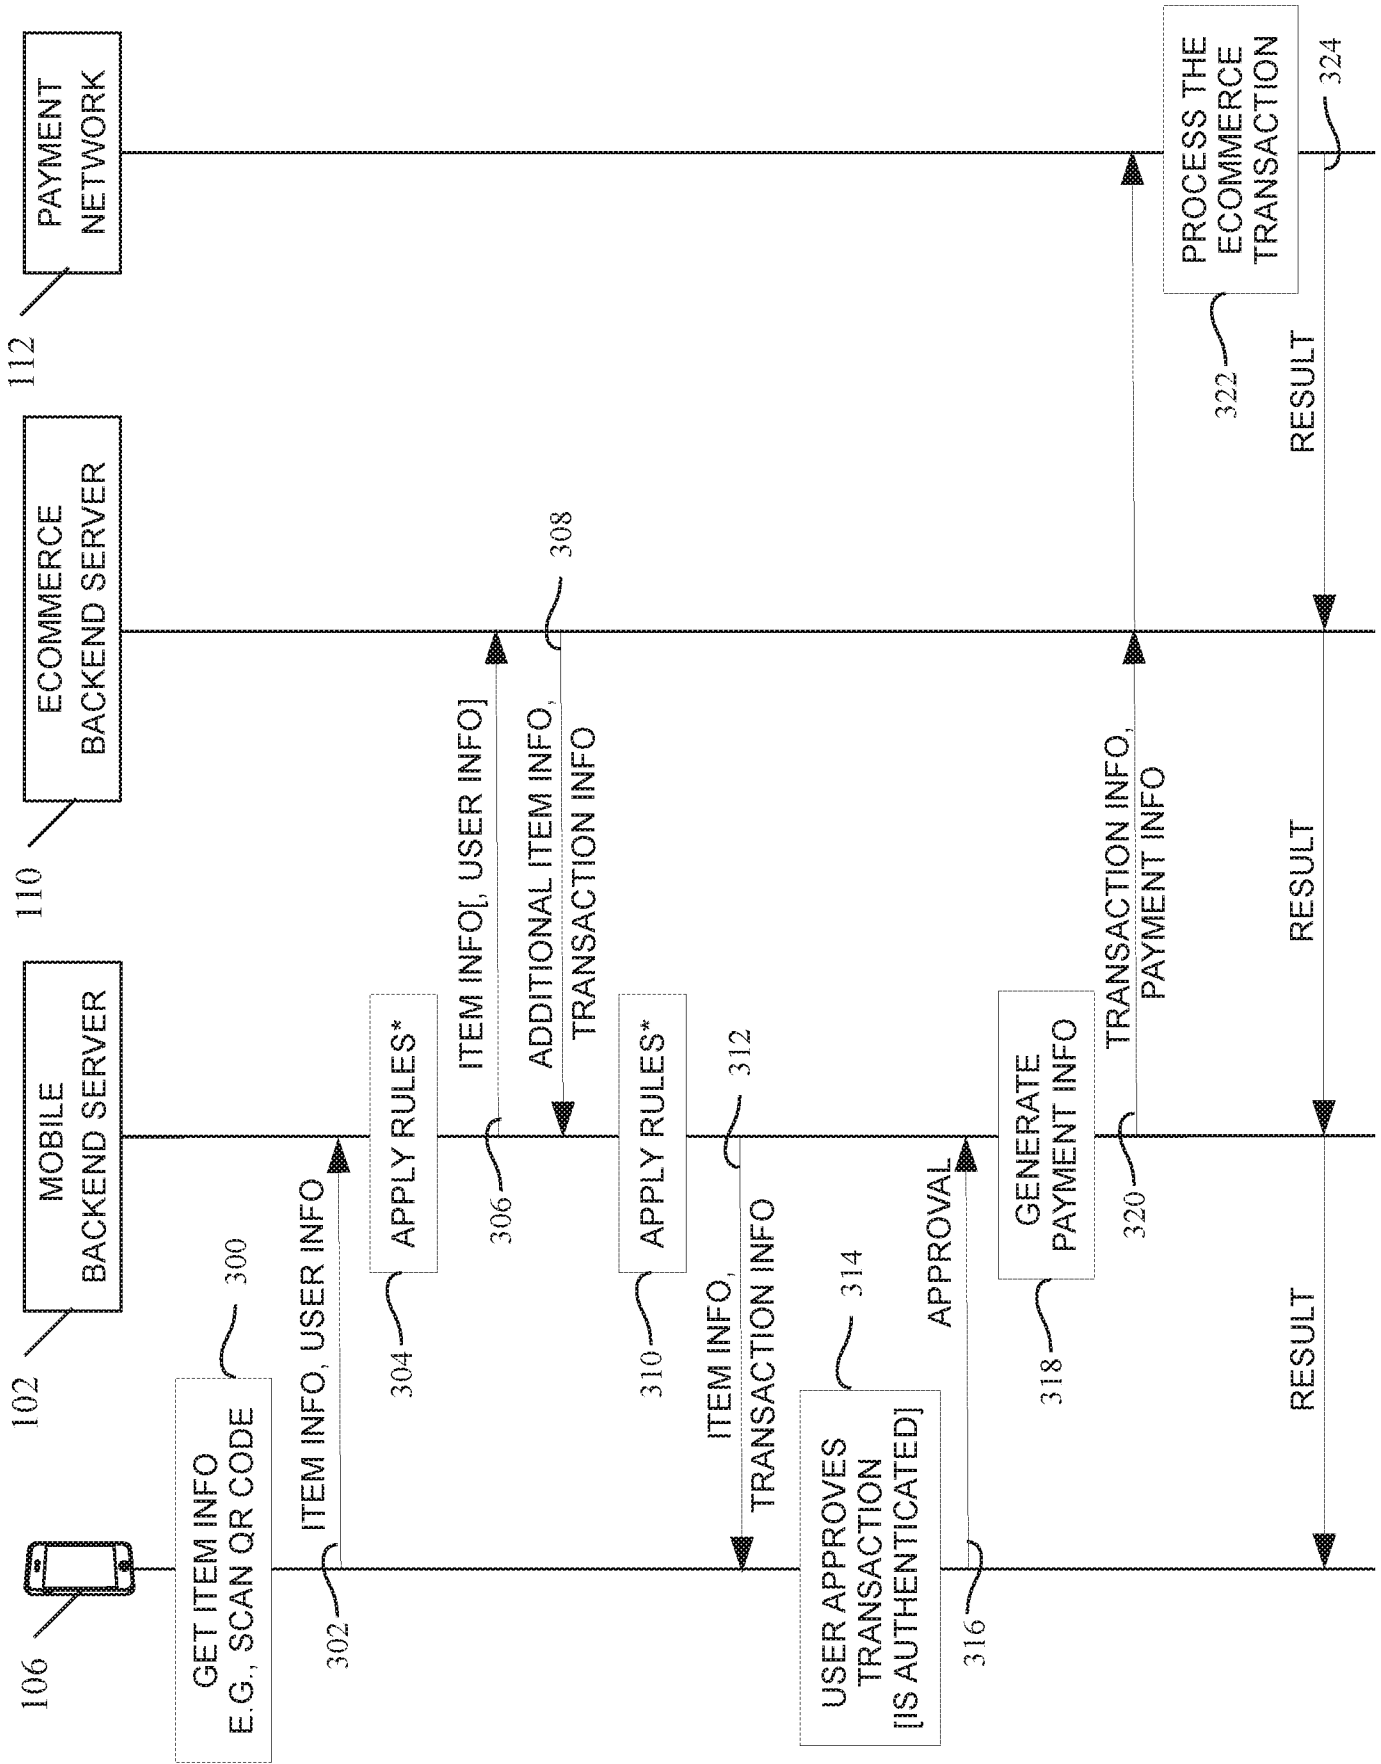 106
102
MOBILE
BACKEND SERVER
110
ECOMMERCE
BACKEND SERVER
112
PAYMENT
NETWORK
GET ITEM INFO
E.G., SCAN QR CODE
300
302
ITEM INFO, USER INFO
304
APPLY RULES*
306
ITEM INFO[, USER INFO]
ADDITIONAL ITEM INFO,
TRANSACTION INFO
308
310
APPLY RULES*
ITEM INFO,
TRANSACTION INFO
312
USER APPROVES
TRANSACTION
[IS AUTHENTICATED]
314
316
APPROVAL
318
GENERATE
PAYMENT INFO
320
TRANSACTION INFO,
PAYMENT INFO
322
PROCESS THE
ECOMMERCE
TRANSACTION
RESULT
RESULT
RESULT
324